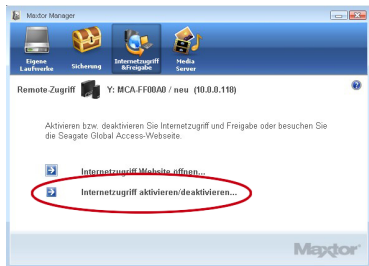 Maxtor Manager
Eigene Laufwerke
Sicherung
Internetzugriff &Freigabe
Media Server
Remote-Zugriff Y: MCA-FF00A0 / neu (10.0.0.118)
Aktivieren bzw. deaktivieren Sie Internetzugriff und Freigabe oder besuchen Sie
die Seagate Global Access-Webseite.
Internetzugriff Website öffnen...
Internetzugriff aktivieren/deaktivieren...
Maxtor